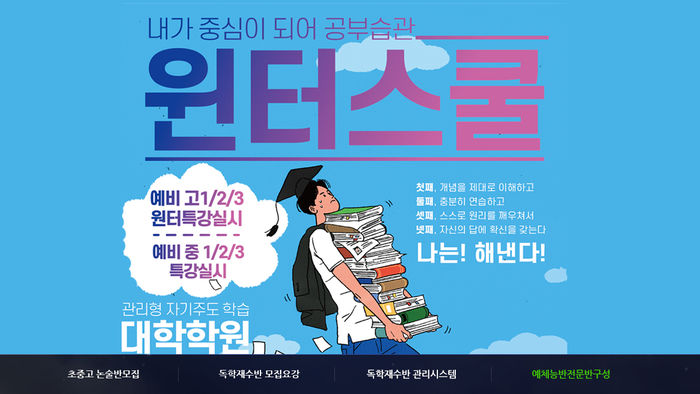 내가 중심이 되어 공부습관
윈터스쿨
예비 고1/2/3
윈터특강실시
예비 중 1/2/3
특강실시
첫째, 개념을 제대로 이해하고
둘째, 충분히 연습하고
셋째, 스스로 원리를 깨우쳐서
넷째, 자신의 답에 확신을 갖는다
나는! 해낸다!
관리형 자기주도 학습
대학학원
초중고 논술반모집
독학재수반 모집요강
독학재수반 관리시스템
예체능반전문반구성